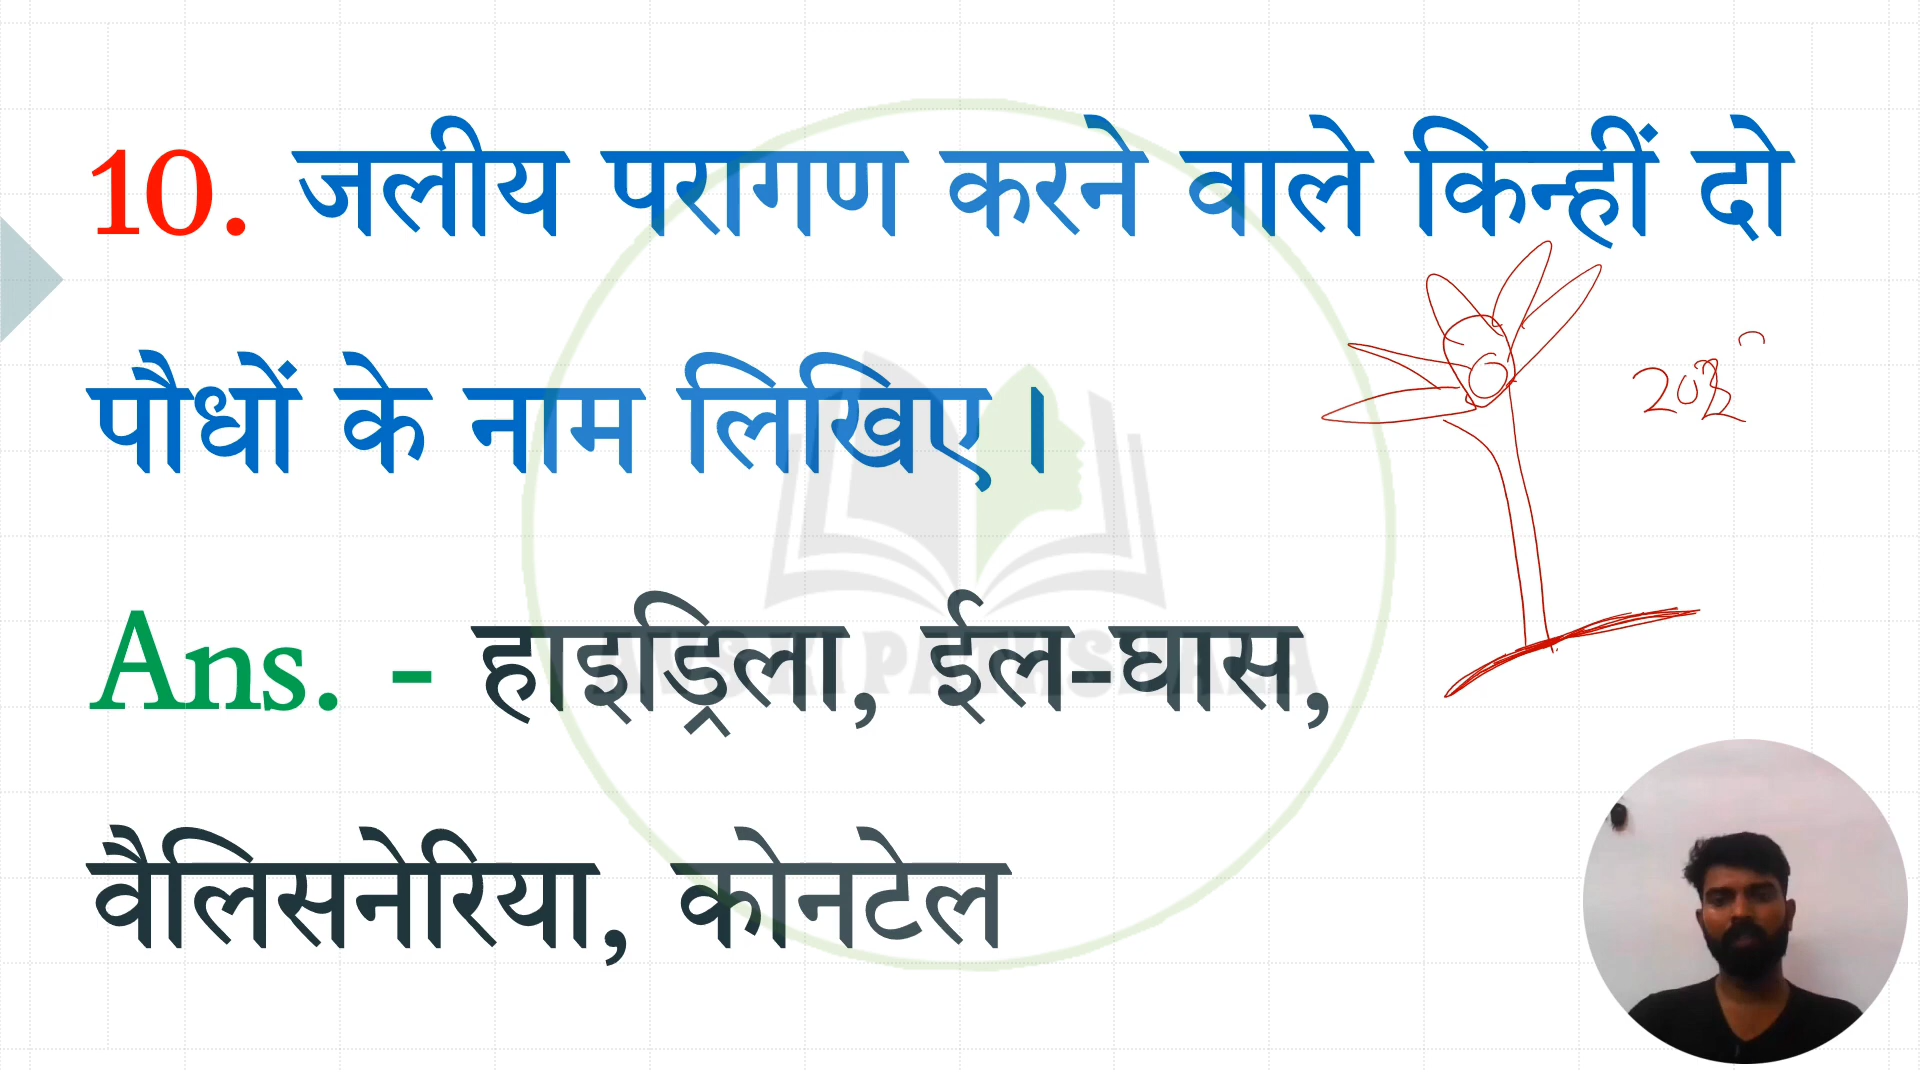 10. जलीय परागण करने वाले किन्हीं दो
पौधों के नाम लिखिए।
Ans. - हाइड्रिला, ईल-घास,
वैलिसनेरिया, कोनटेल